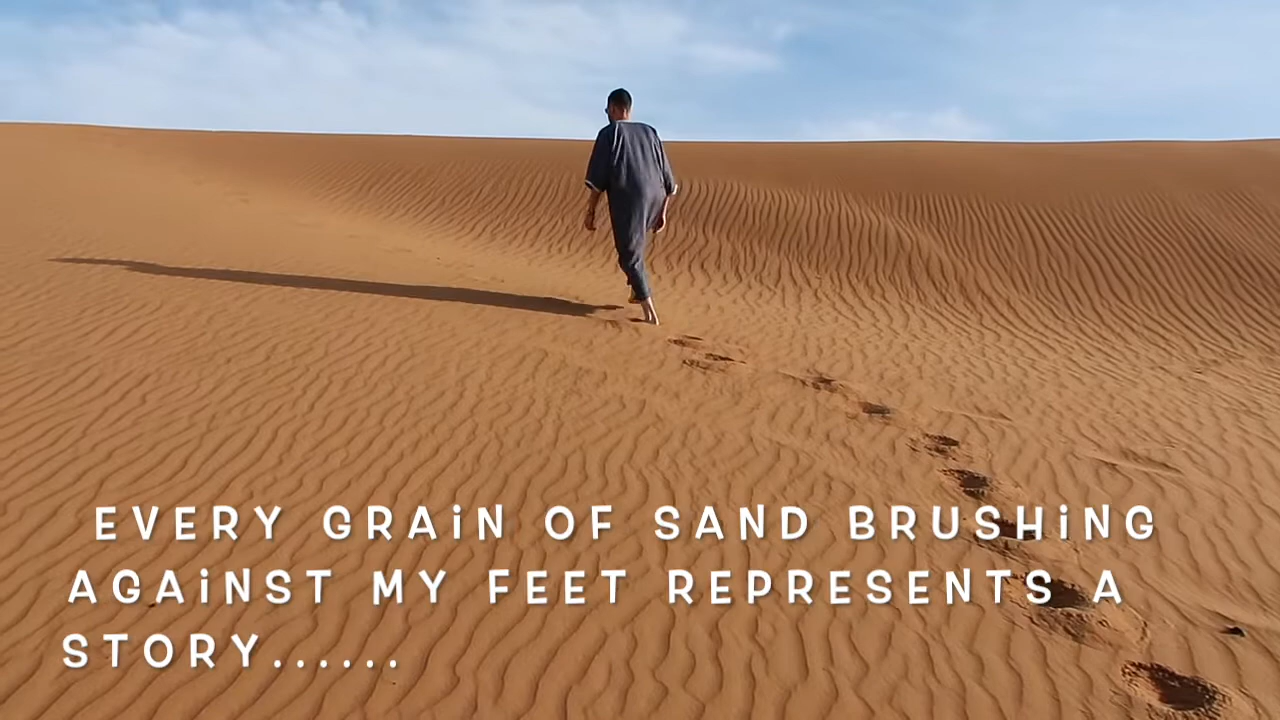 EVERY GRAiN OF SAND BRUSHiNG
AGAiNST MY FEET REPRESENTS A
STORY......